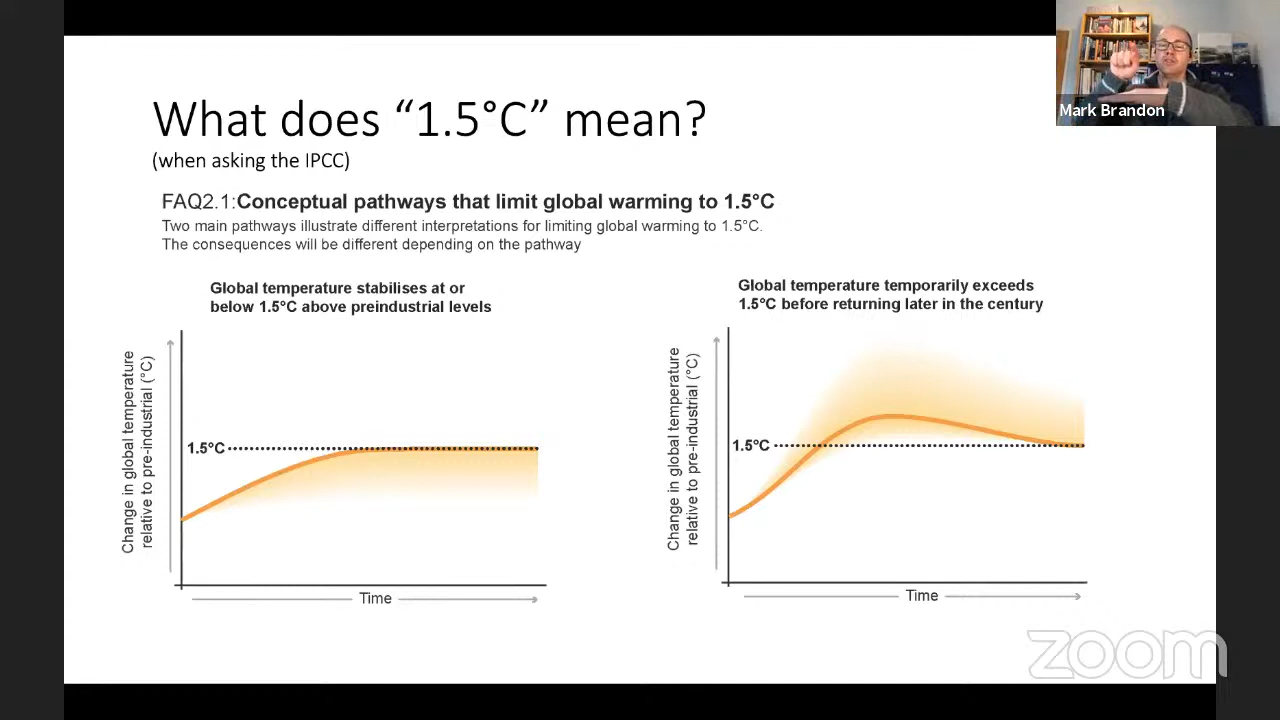 What does “1.5°C” mean?
(when asking the IPCC)
Mark Brandon
FAQ2.1:Conceptual pathways that limit global warming to 1.5°C
Two main pathways illustrate different interpretations for limiting global warming to 1.5°C.
The consequences will be different depending on the pathway
Global temperature stabilises at or
below 1.5°C above preindustrial levels
Change in global temperature
relative to pre-industrial (°C)
1.5°C
Time
Global temperature temporarily exceeds
1.5°C before returning later in the century
Change in global temperature
relative to pre-industrial (°C)
1.5°C
Time
zoom